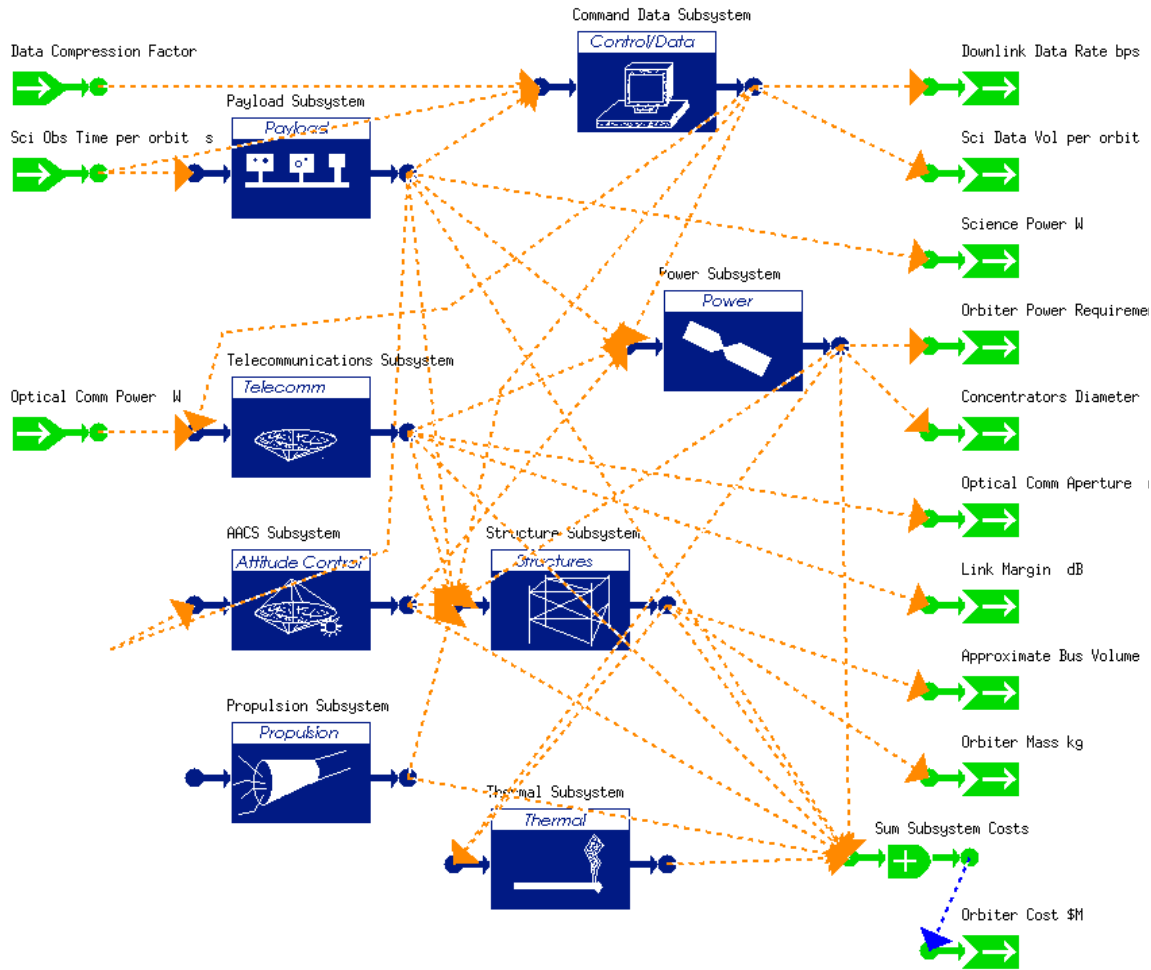 Command Data Subsystem
Control/Data
Data Compression Factor
Downlink Data Rate bps
Payload Subsystem
Payload
Sci Obs Time per orbit s
Sci Data Vol per orbit
Science Power W
Power Subsystem
Power
Orbiter Power Requireme
Telecommunications Subsystem
Telecomm
Optical Comm Power W
Concentrators Diameter
Optical Comm Aperture
AACS Subsystem
Attitude Control
Structure Subsystem
Structures
Link Margin dB
Approximate Bus Volume
Propulsion Subsystem
Propulsion
Orbiter Mass kg
Thermal Subsystem
Thermal
Sum Subsystem Costs
Orbiter Cost $M